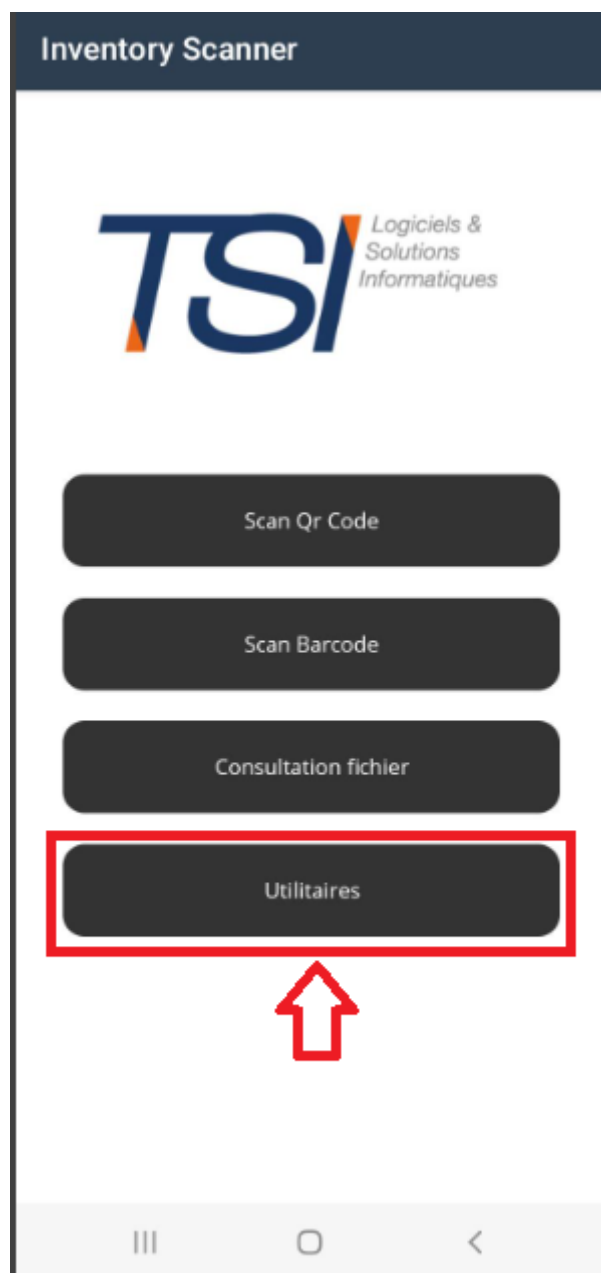 Inventory Scanner
TSI
Logiciels &
Solutions
Informatiques
Scan Qr Code
Scan Barcode
Consultation fichier
Utilitaires